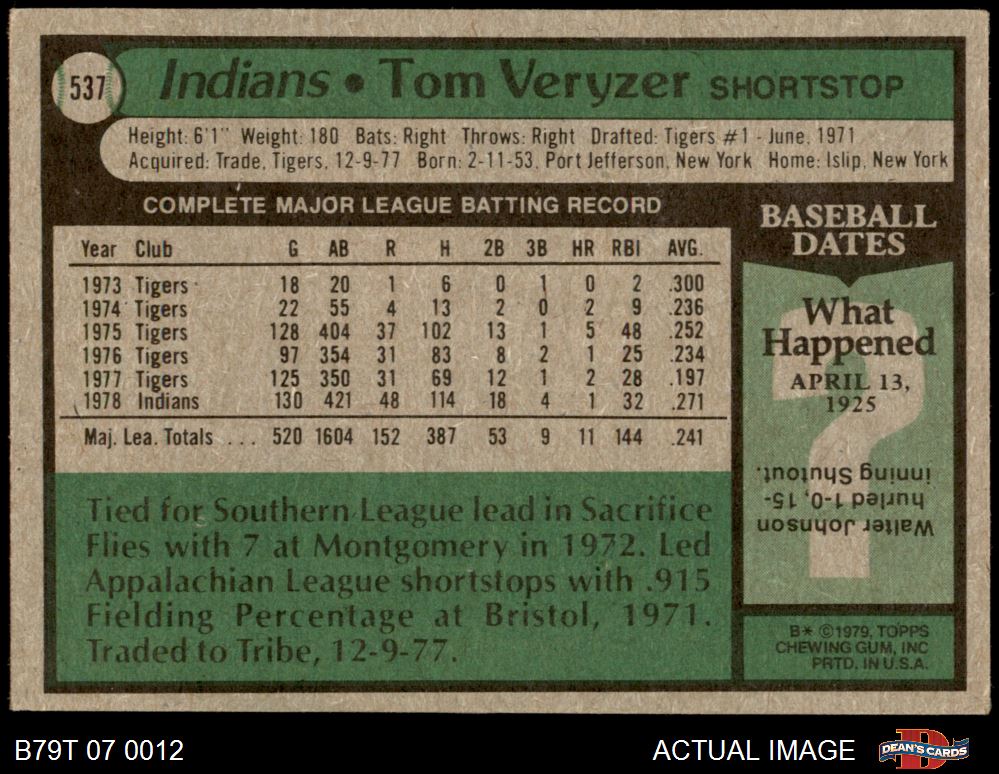 537 Indians • Tom Veryzer SHORTSTOP
Height: 6'1" Weight: 180 Bats: Right Throws: Right Drafted: Tigers #1 - June, 1971
Acquired: Trade, Tigers, 12-9-77 Born: 2-11-53, Port Jefferson, New York Home: Islip, New York
COMPLETE MAJOR LEAGUE BATTING RECORD
Year Club G AB R H 2B 3B HR RBI AVG.
1973 Tigers 18 20 1 6 0 1 0 2 .300
1974 Tigers 22 55 4 13 2 0 2 9 .236
1975 Tigers 128 404 37 102 13 1 5 48 .252
1976 Tigers 97 354 31 83 8 2 1 25 .234
1977 Tigers 125 350 31 69 12 1 2 28 .197
1978 Indians 130 421 48 114 18 4 1 32 .271
Maj. Lea. Totals . . . 520 1604 152 387 53 9 11 144 .241
Tied for Southern League lead in Sacrifice
Flies with 7 at Montgomery in 1972. Led
Appalachian League shortstops with .915
Fielding Percentage at Bristol, 1971.
Traded to Tribe, 12-9-77.
BASEBALL
DATES
What
Happened
APRIL 13,
1925
Walter Johnson
hurled 1-0, 15-
inning Shutout.
B* ©1979, TOPPS
CHEWING GUM, INC
PRTD. IN U.S.A.
B79T 07 0012
ACTUAL IMAGE
DEAN'S CARDS